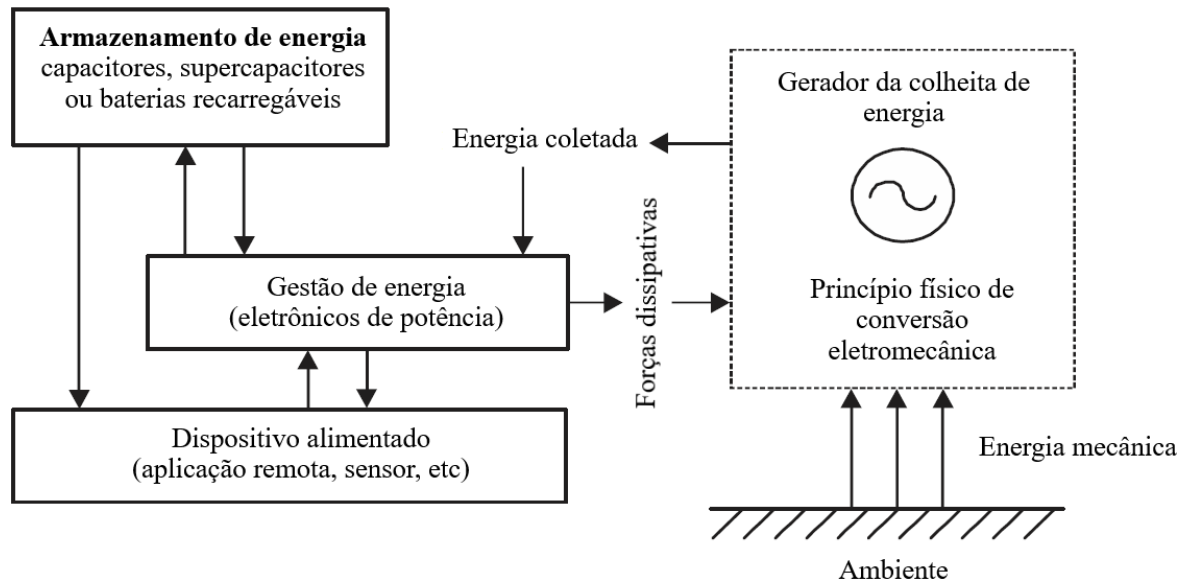 Armazenamento de energia
capacitores, supercapacitores
ou baterias recarregáveis
Gerador da colheita de
energia
Energia coletada
Forças dissipativas
Gestão de energia
(eletrônicos de potência)
Princípio físico de
conversão
eletromecânica
Dispositivo alimentado
(aplicação remota, sensor, etc)
Energia mecânica
Ambiente